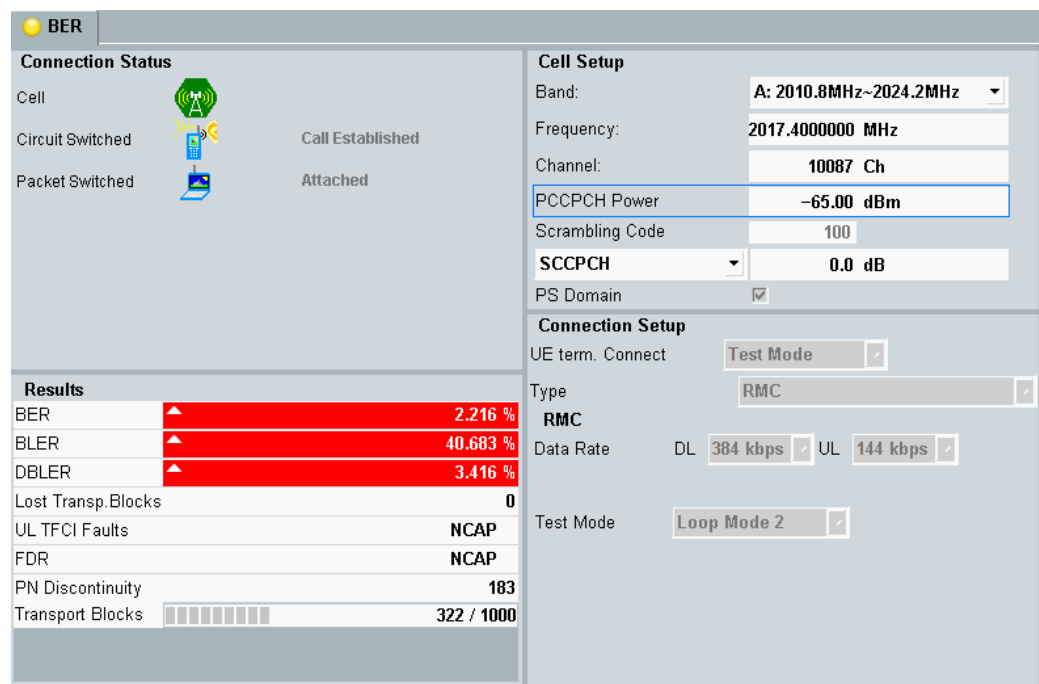 BER
Connection Status
Cell
Circuit Switched Call Established
Packet Switched Attached
Results
BER 2.216 %
BLER 40.683 %
DBLER 3.416 %
Lost Transp.Blocks 0
UL TFCI Faults NCAP
FDR NCAP
PN Discontinuity 183
Transport Blocks 322 / 1000
Cell Setup
Band: A: 2010.8MHz~2024.2MHz
Frequency: 2017.4000000 MHz
Channel: 10087 Ch
PCCPCH Power −65.00 dBm
Scrambling Code 100
SCCPCH 0.0 dB
PS Domain
Connection Setup
UE term. Connect Test Mode
Type RMC
RMC
Data Rate DL 384 kbps UL 144 kbps
Test Mode Loop Mode 2